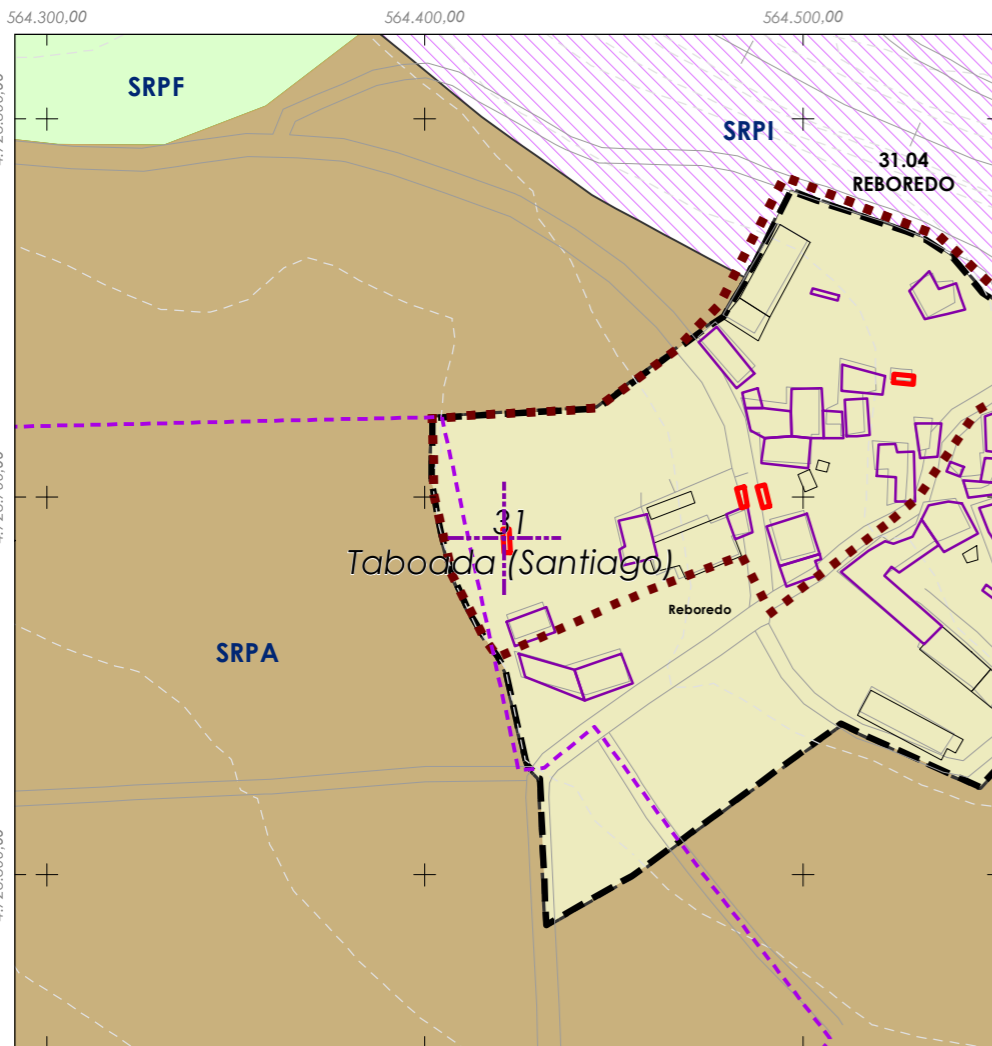 564.300,00
564.400,00
564.500,00
SRPF
SRPI
31.04
REBOREDO
31
Taboada (Santiago)
Reboredo
SRPA